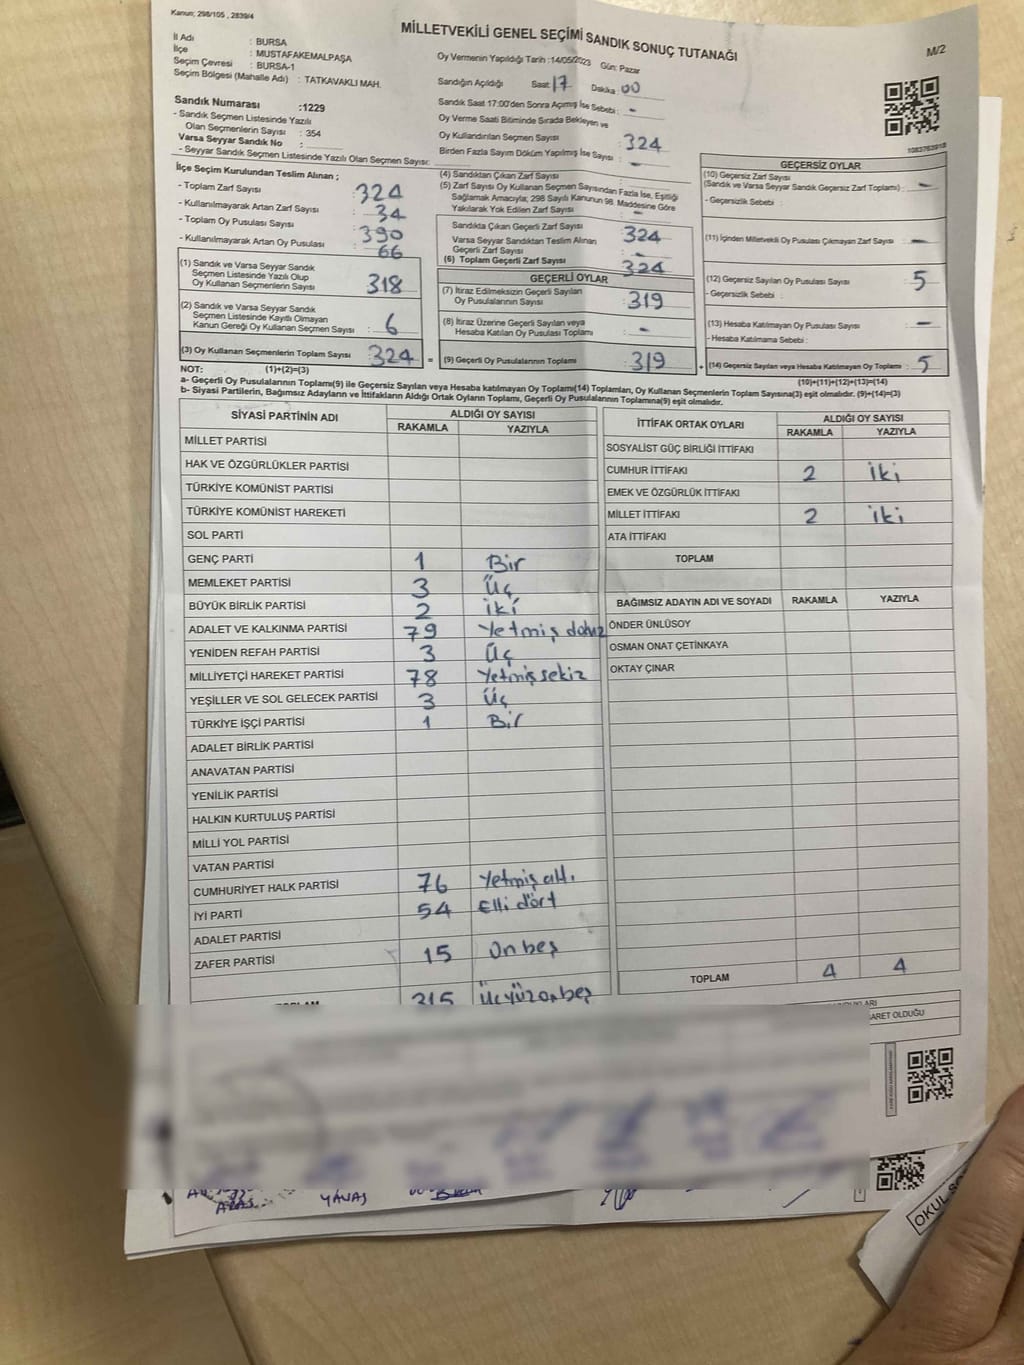 Kanun; 298/105 , 2839/4
MİLLETVEKİLİ GENEL SEÇİMİ SANDIK SONUÇ TUTANAĞI
M/2
İl Adı : BURSA
İlçe : MUSTAFAKEMALPAŞA
Seçim Çevresi : BURSA-1
Seçim Bölgesi (Mahalle Adı) : TATKAVAKLI MAH.
Oy Vermenin Yapıldığı Tarih :14/05/2023 Gün: Pazar
Sandığın Açıldığı Saat 17 Dakika 00
Sandık Saat 17:00'den Sonra Açımış İse Sebebi : -
Oy Verme Saati Bitiminde Sırada Bekleyen ve
Oy Kullandırılan Seçmen Sayısı 324
Birden Fazla Sayım Döküm Yapılmış İse Sayısı : -
Sandık Numarası :1229
- Sandık Seçmen Listesinde Yazılı
Olan Seçmenlerin Sayısı : 354
Varsa Seyyar Sandık No :
- Seyyar Sandık Seçmen Listesinde Yazılı Olan Seçmen Sayısı:
İlçe Seçim Kurulundan Teslim Alınan ;
- Toplam Zarf Sayısı : 324
- Kullanılmayarak Artan Zarf Sayısı : 34
- Toplam Oy Pusulası Sayısı : 390
- Kullanılmayarak Artan Oy Pusulası : 66
(1) Sandık ve Varsa Seyyar Sandık
Seçmen Listesinde Yazılı Olup
Oy Kullanan Seçmenlerin Sayısı : 318
(2) Sandık ve Varsa Seyyar Sandık
Seçmen Listesinde Kayıtlı Olmayan
Kanun Gereği Oy Kullanan Seçmen Sayısı : 6
(3) Oy Kullanan Seçmenlerin Toplam Sayısı : 324
(4) Sandıktan Çıkan Zarf Sayısı
(5) Zarf Sayısı Oy Kullanan Seçmen Sayısından Fazla İse, Eşitliği
Sağlamak Amacıyla; 298 Sayılı Kanunun 98. Maddesine Göre
Yakılarak Yok Edilen Zarf Sayısı : -
Sandıkta Çıkan Geçerli Zarf Sayısı : 324
Varsa Seyyar Sandıktan Teslim Alınan
Geçerli Zarf Sayısı : -
(6) Toplam Geçerli Zarf Sayısı 324
GEÇERLİ OYLAR
(7) İtiraz Edilmeksizin Geçerli Sayılan
Oy Pusulalarının Sayısı : 319
(8) İtiraz Üzerine Geçerli Sayılan veya
Hesaba Katılan Oy Pusulası Toplamı : -
= (9) Geçerli Oy Pusulalarının Toplamı : 319
1083763918
GEÇERSİZ OYLAR
(10) Geçersiz Zarf Sayısı
(Sandık ve Varsa Seyyar Sandık Geçersiz Zarf Toplamı) : -
- Geçersizlik Sebebi :
(11) İçinden Milletvekili Oy Pusulası Çıkmayan Zarf Sayısı : -
(12) Geçersiz Sayılan Oy Pusulası Sayısı : 5
- Geçersizlik Sebebi :
(13) Hesaba Katılmayan Oy Pusulası Sayısı : -
- Hesaba Katılmama Sebebi :
+ (14) Geçersiz Sayılan veya Hesaba Katılmayan Oy Toplamı : 5
NOT: (1)+(2)=(3)
(10)+(11)+(12)+(13)=(14)
a- Geçerli Oy Pusulalarının Toplamı(9) ile Geçersiz Sayılan veya Hesaba katılmayan Oy Toplamı(14) Toplamları, Oy Kullanan Seçmenlerin Toplam Sayısına(3) eşit olmalıdır. (9)+(14)=(3)
b- Siyasi Partilerin, Bağımsız Adayların ve İttifakların Aldığı Ortak Oyların Toplamı, Geçerli Oy Pusulalarının Toplamına(9) eşit olmalıdır.
SİYASİ PARTİNİN ADI ALDIĞI OY SAYISI
RAKAMLA YAZIYLA
MİLLET PARTİSİ
HAK VE ÖZGÜRLÜKLER PARTİSİ
TÜRKİYE KOMÜNİST PARTİSİ
TÜRKİYE KOMÜNİST HAREKETİ
SOL PARTİ
GENÇ PARTİ 1 Bir
MEMLEKET PARTİSİ 3 Üç
BÜYÜK BİRLİK PARTİSİ 2 iki
ADALET VE KALKINMA PARTİSİ 79 Yetmiş dokuz
YENİDEN REFAH PARTİSİ 3 Üç
MİLLİYETÇİ HAREKET PARTİSİ 78 Yetmiş sekiz
YEŞİLLER VE SOL GELECEK PARTİSİ 3 Üç
TÜRKİYE İŞÇİ PARTİSİ 1 Bir
ADALET BİRLİK PARTİSİ
ANAVATAN PARTİSİ
YENİLİK PARTİSİ
HALKIN KURTULUŞ PARTİSİ
MİLLİ YOL PARTİSİ
VATAN PARTİSİ
CUMHURİYET HALK PARTİSİ 76 Yetmiş altı
İYİ PARTİ 54 Elli dört
ADALET PARTİSİ
ZAFER PARTİSİ 15 On beş
315 Üçyüz on beş
İTTİFAK ORTAK OYLARI ALDIĞI OY SAYISI
RAKAMLA YAZIYLA
SOSYALİST GÜÇ BİRLİĞİ İTTİFAKI
CUMHUR İTTİFAKI 2 iki
EMEK VE ÖZGÜRLÜK İTTİFAKI
MİLLET İTTİFAKI 2 iki
ATA İTTİFAKI
TOPLAM
BAĞIMSIZ ADAYIN ADI VE SOYADI RAKAMLA YAZIYLA
ÖNDER ÜNLÜSOY
OSMAN ONAT ÇETİNKAYA
OKTAY ÇINAR
TOPLAM 4 4
ARET OLDUĞU
YAVAŞ
OKUL